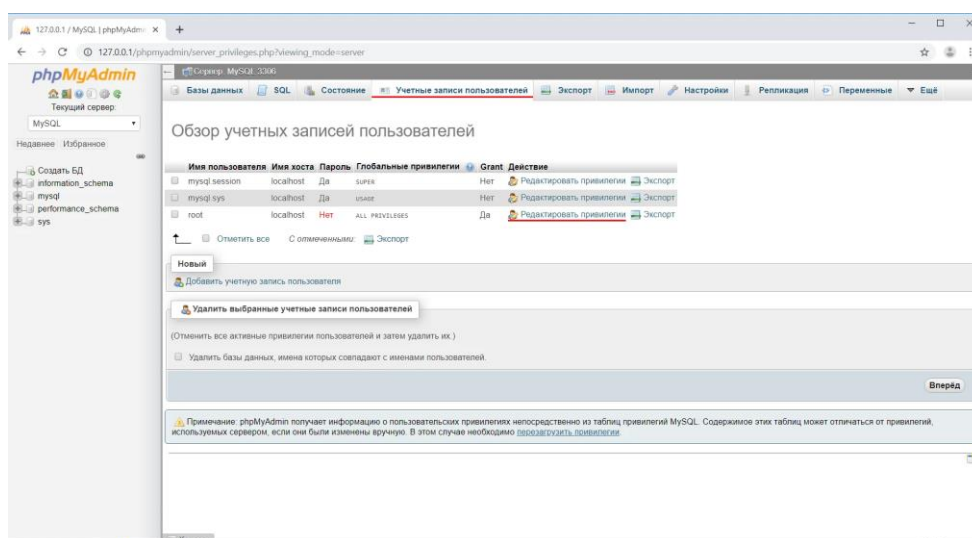 127.0.0.1 / MySQL | phpMyAdmi
127.0.0.1/phpmyadmin/server_privileges.php?viewing_mode=server
phpMyAdmin
Текущий сервер:
MySQL
Недавнее Избранное
Создать БД
information_schema
mysql
performance_schema
sys
Сервер: MySQL:3306
Базы данных SQL Состояние Учетные записи пользователей Экспорт Импорт Настройки Репликация Переменные Ещё
Обзор учетных записей пользователей
Имя пользователя Имя хоста Пароль Глобальные привилегии Grant Действие
mysql.session localhost Да SUPER Нет Редактировать привилегии Экспорт
mysql.sys localhost Да USAGE Нет Редактировать привилегии Экспорт
root localhost Нет ALL PRIVILEGES Да Редактировать привилегии Экспорт
Отметить все С отмеченными: Экспорт
Новый
Добавить учетную запись пользователя
Удалить выбранные учетные записи пользователей
(Отменить все активные привилегии пользователей и затем удалить их.)
Удалить базы данных, имена которых совпадают с именами пользователей.
Вперёд
Примечание: phpMyAdmin получает информацию о пользовательских привилегиях непосредственно из таблиц привилегий MySQL. Содержимое этих таблиц может отличаться от привилегий,
используемых сервером, если они были изменены вручную. В этом случае необходимо перезагрузить привилегии.